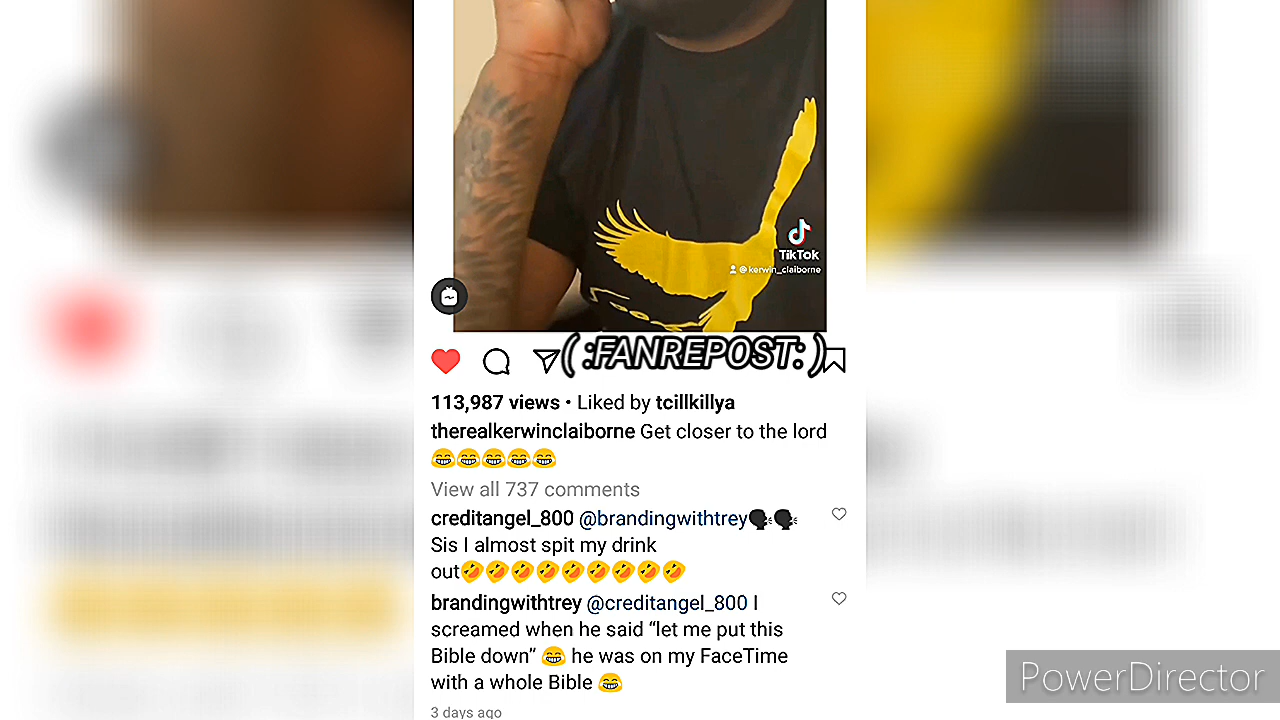 TikTok
@kerwin_claiborne
( :FANREPOST: )
113,987 views • Liked by tcillkillya
therealkerwinclaiborne Get closer to the lord
😂😂😂😂😂
View all 737 comments
creditangel_800 @brandingwithtrey🗣🗣
Sis I almost spit my drink
out🤣🤣🤣🤣🤣🤣🤣🤣🤣
brandingwithtrey @creditangel_800 I
screamed when he said “let me put this
Bible down” 😂 he was on my FaceTime
with a whole Bible 😂
3 days ago
PowerDirector